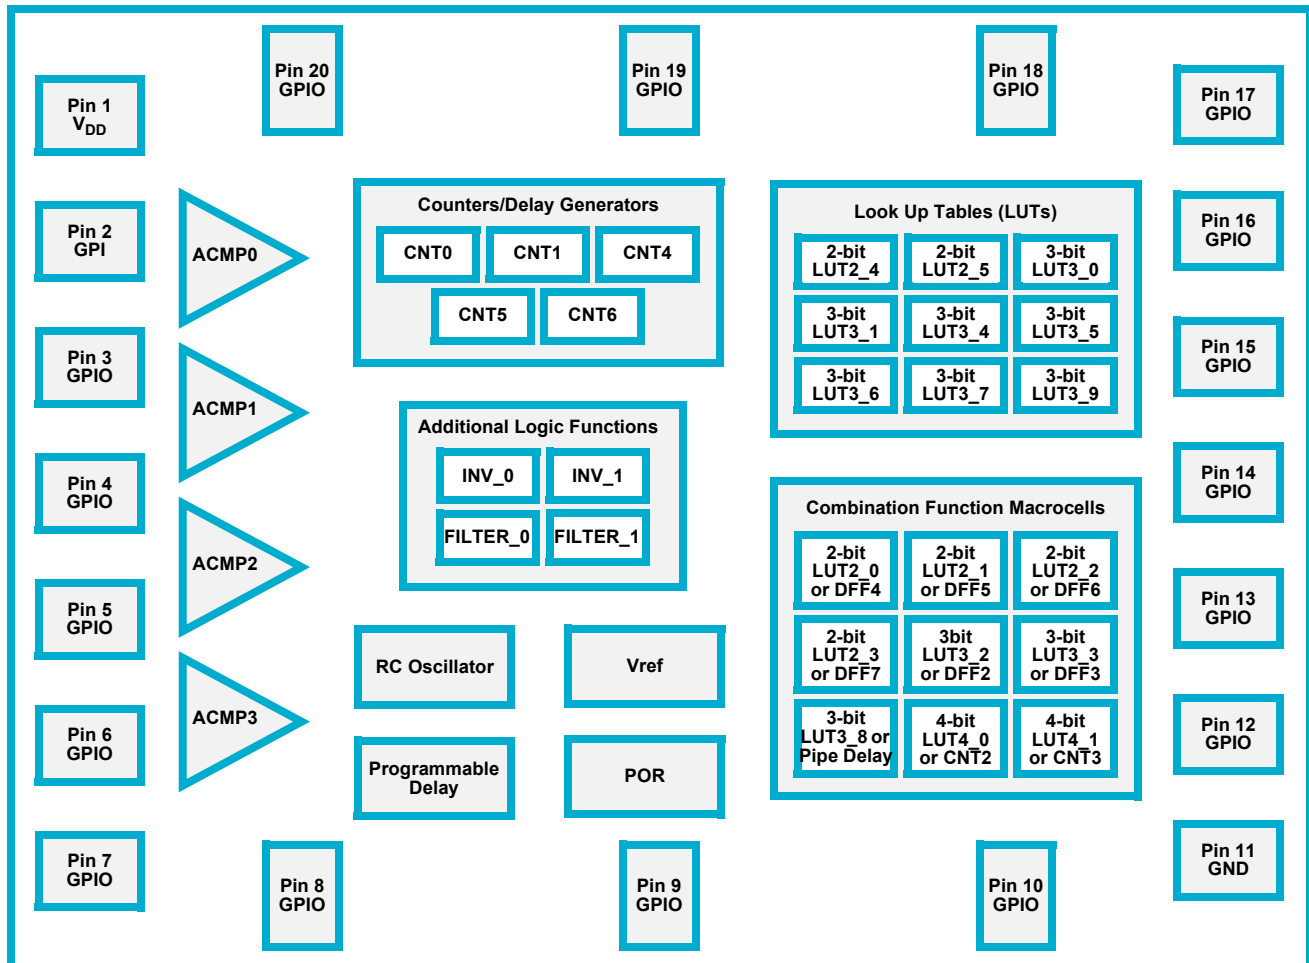 Pin 20
GPIO
Pin 19
GPIO
Pin 18
GPIO
Pin 1
VDD
Pin 17
GPIO
Pin 2
GPI
Pin 16
GPIO
Pin 3
GPIO
Pin 15
GPIO
Pin 4
GPIO
Pin 14
GPIO
Pin 5
GPIO
Pin 13
GPIO
Pin 6
GPIO
Pin 12
GPIO
Pin 7
GPIO
Pin 11
GND
Pin 8
GPIO
Pin 9
GPIO
Pin 10
GPIO
ACMP0
ACMP1
ACMP2
ACMP3
Counters/Delay Generators
CNT0
CNT1
CNT4
CNT5
CNT6
Additional Logic Functions
INV_0
INV_1
FILTER_0
FILTER_1
RC Oscillator
Vref
Programmable
Delay
POR
Look Up Tables (LUTs)
2-bit
LUT2_4
2-bit
LUT2_5
3-bit
LUT3_0
3-bit
LUT3_1
3-bit
LUT3_4
3-bit
LUT3_5
3-bit
LUT3_6
3-bit
LUT3_7
3-bit
LUT3_9
Combination Function Macrocells
2-bit
LUT2_0
or DFF4
2-bit
LUT2_1
or DFF5
2-bit
LUT2_2
or DFF6
2-bit
LUT2_3
or DFF7
3bit
LUT3_2
or DFF2
3-bit
LUT3_3
or DFF3
3-bit
LUT3_8 or
Pipe Delay
4-bit
LUT4_0
or CNT2
4-bit
LUT4_1
or CNT3